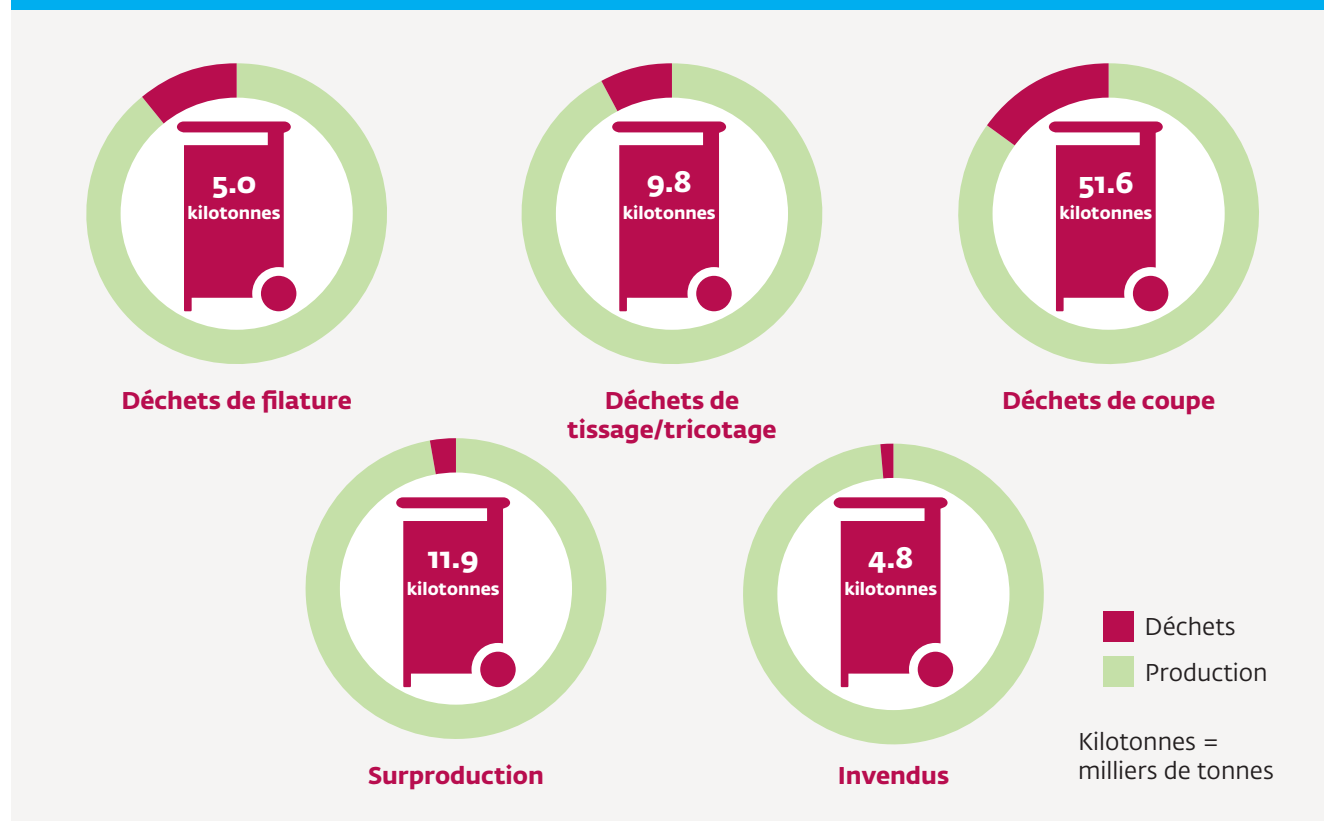 5.0
kilotonnes
9.8
kilotonnes
51.6
kilotonnes
Déchets de filature
Déchets de
tissage/tricotage
Déchets de coupe
11.9
kilotonnes
4.8
kilotonnes
Surproduction
Invendus
Déchets
Production
Kilotonnes =
milliers de tonnes